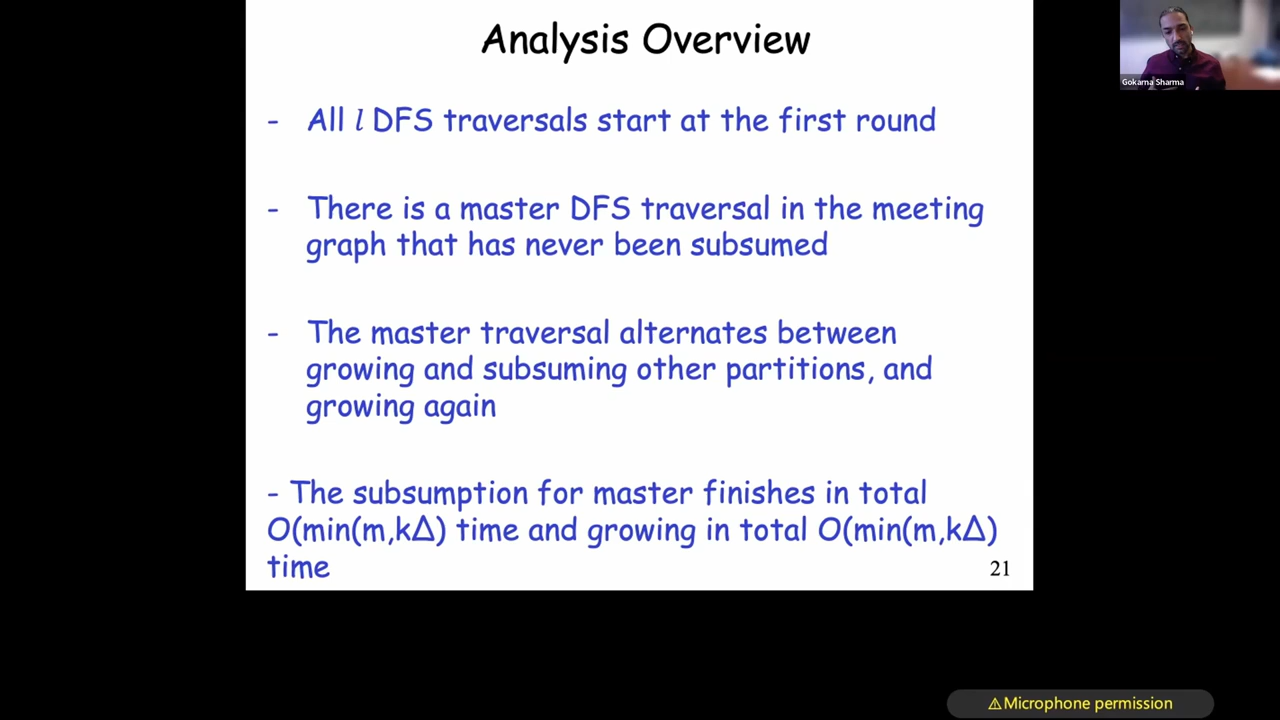 Analysis Overview
Gokarna Sharma
- All l DFS traversals start at the first round
- There is a master DFS traversal in the meeting
graph that has never been subsumed
- The master traversal alternates between
growing and subsuming other partitions, and
growing again
- The subsumption for master finishes in total
O(min(m,kΔ) time and growing in total O(min(m,kΔ)
time
21
⚠Microphone permission